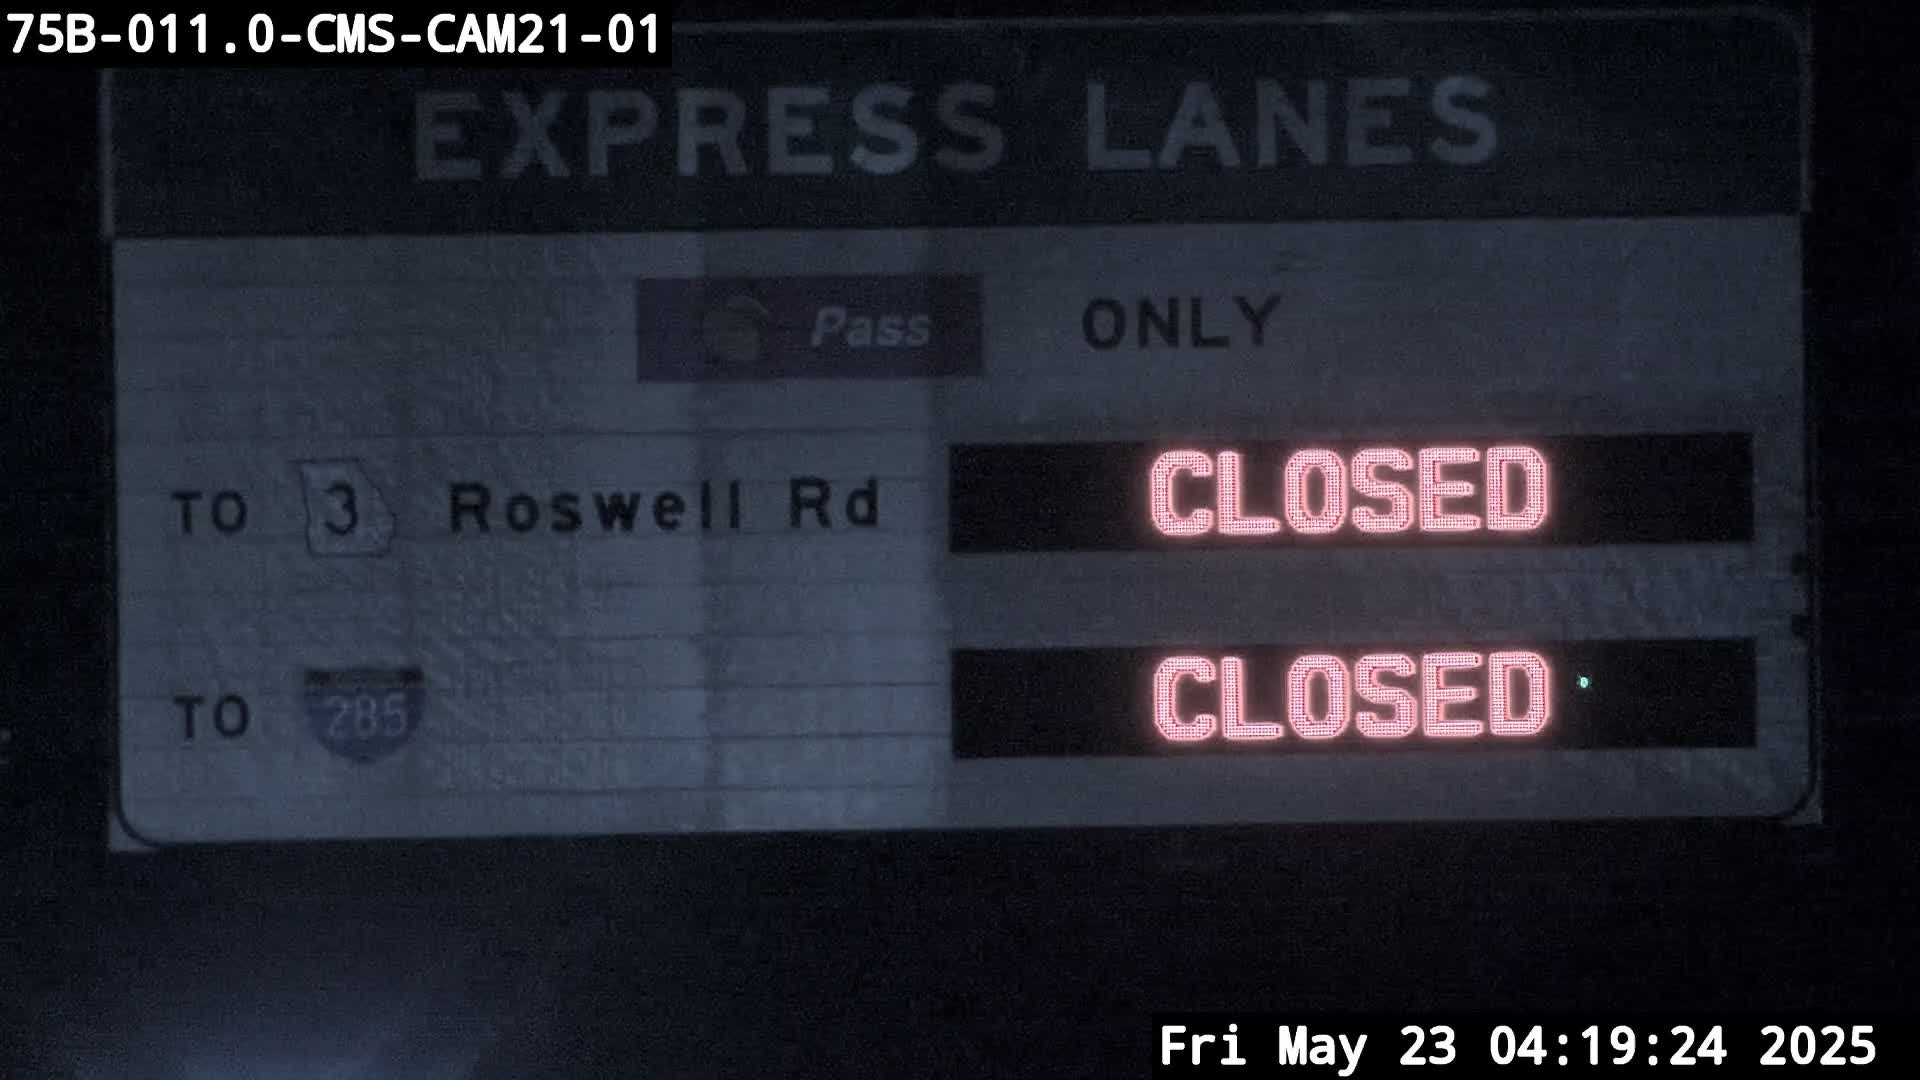 75B-011.0-CMS-CAM21-01
EXPRESS LANES
Pass ONLY
TO 3 Roswell Rd CLOSED
TO 285 CLOSED
Fri May 23 04:19:24 2025